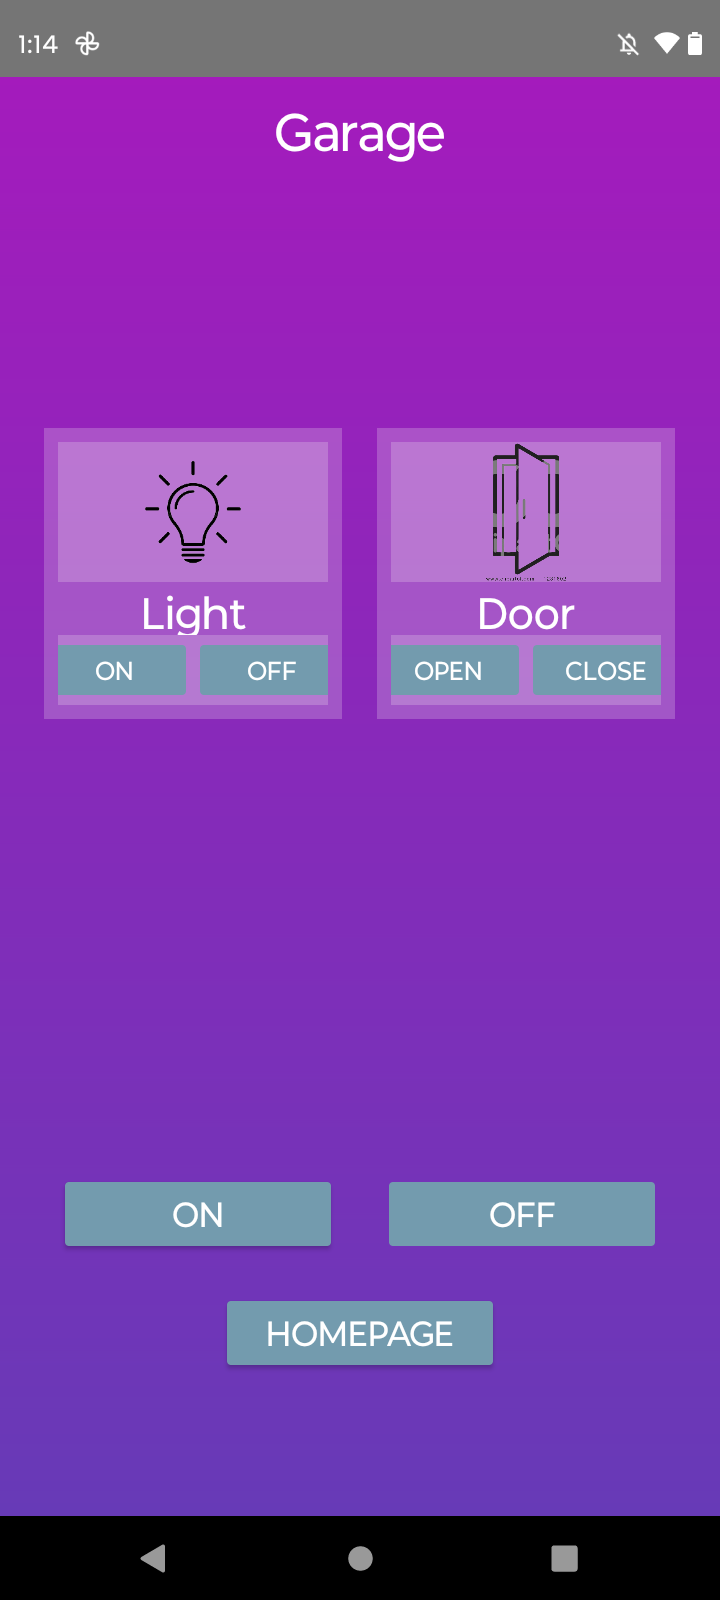 1:14
Garage
Light
Door
ON
OFF
OPEN
CLOSE
ON
OFF
HOMEPAGE